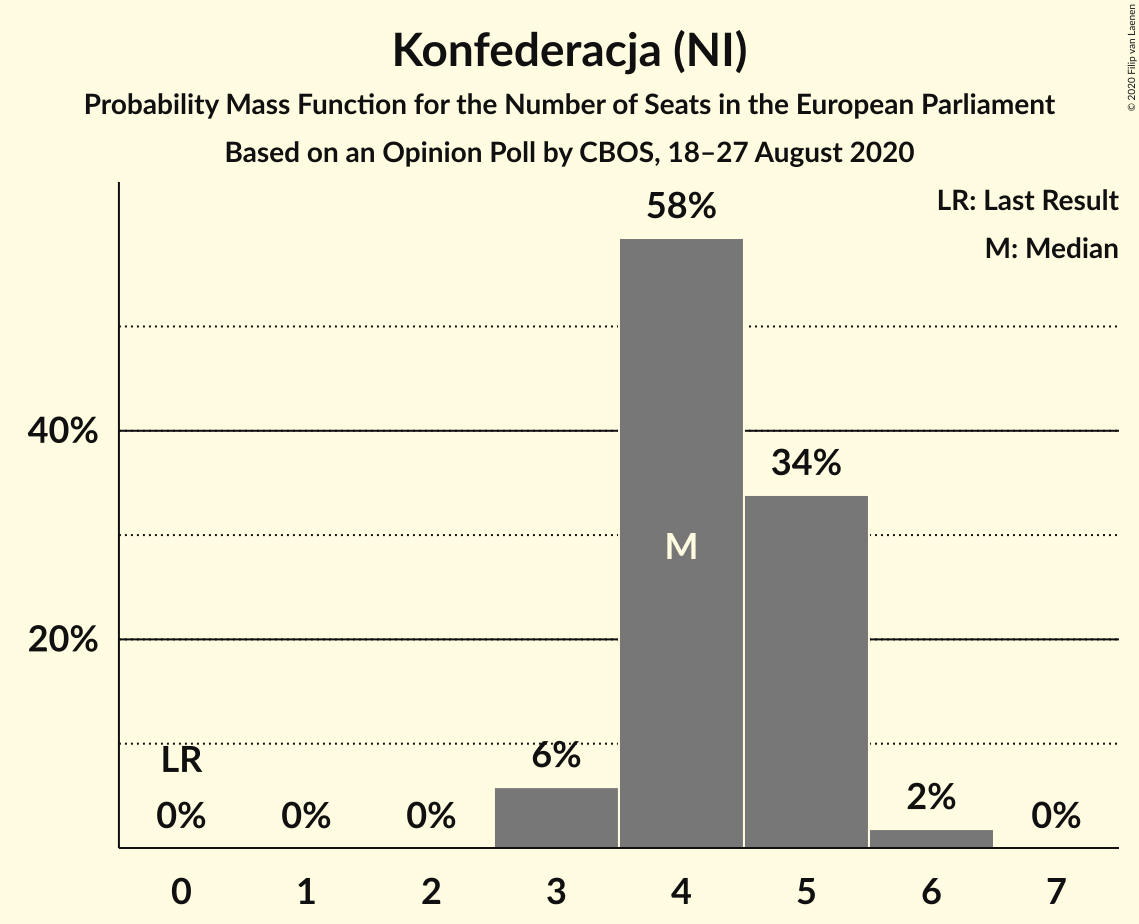 Konfederacja (NI)
Probability Mass Function for the Number of Seats in the European Parliament
Based on an Opinion Poll by CBOS, 18–27 August 2020
© 2020 Filip van Laenen
LR: Last Result
M: Median
58%
40%
34%
M
20%
LR
6%
0% 0% 0% 2% 0%
0 1 2 3 4 5 6 7